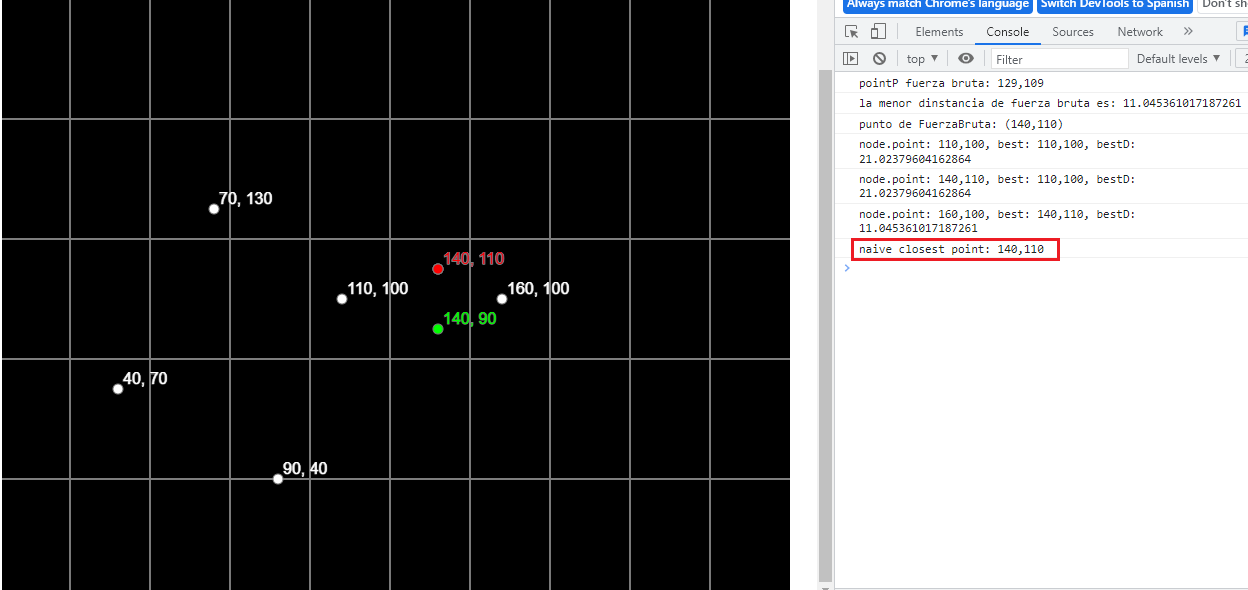 70, 130
140, 110
110, 100
160, 100
140, 90
40, 70
90, 40
Always match Chrome's language
Switch DevTools to Spanish
Don't sh
Elements
Console
Sources
Network
top
Filter
Default levels
2
pointP fuerza bruta: 129,109
la menor dinstancia de fuerza bruta es: 11.045361017187261
punto de FuerzaBruta: (140,110)
node.point: 110,100, best: 110,100, bestD:
21.02379604162864
node.point: 140,110, best: 110,100, bestD:
21.02379604162864
node.point: 160,100, best: 140,110, bestD:
11.045361017187261
naive closest point: 140,110